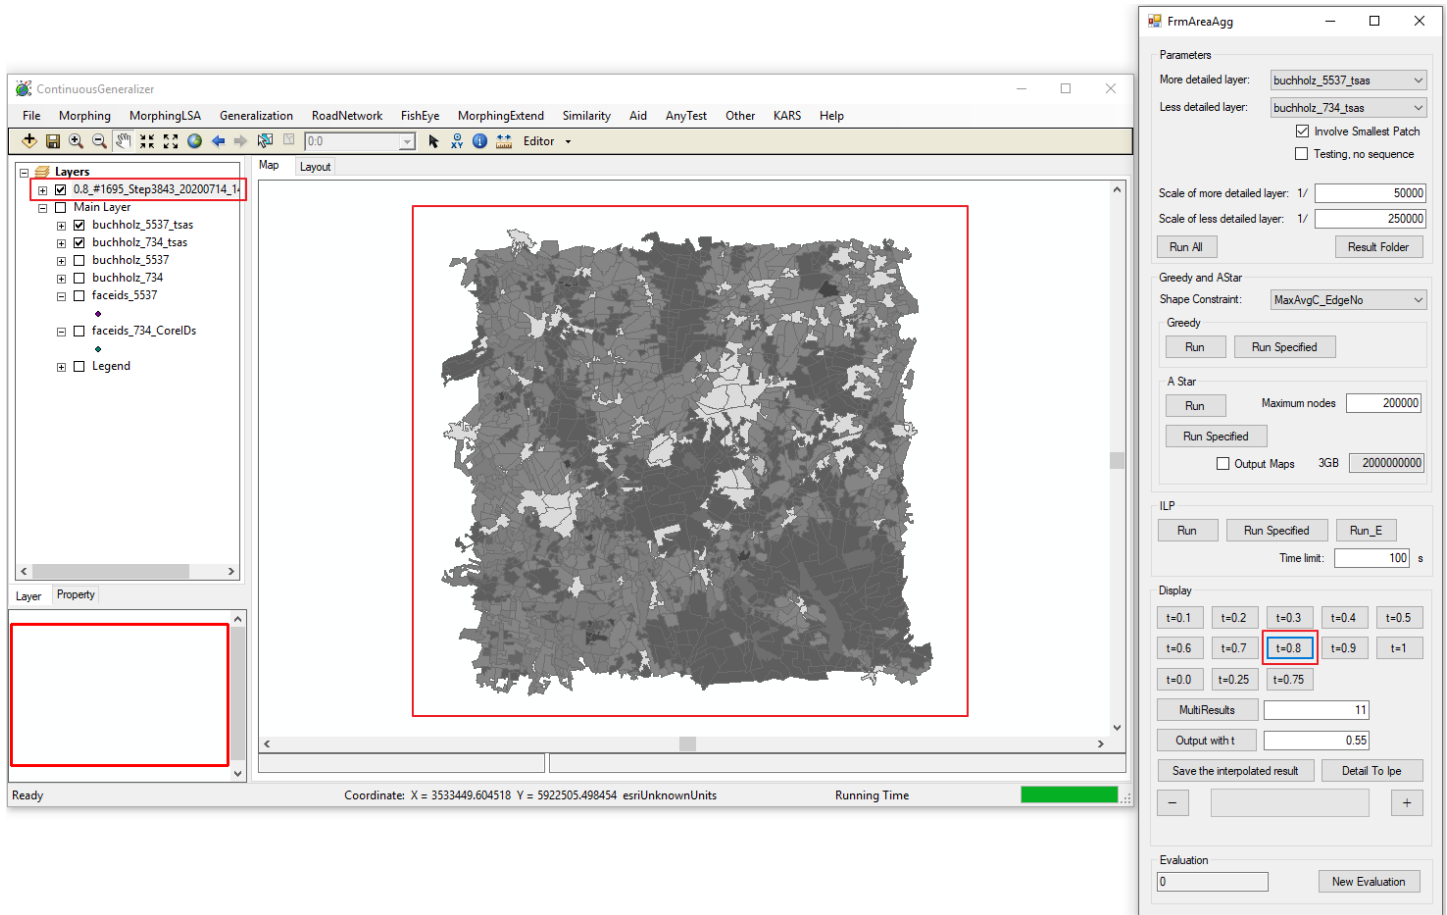 FrmAreaAgg
Parameters
More detailed layer: buchholz_5537_tsas
Less detailed layer: buchholz_734_tsas
Involve Smallest Patch
Testing, no sequence
Scale of more detailed layer: 1/ 50000
Scale of less detailed layer: 1/ 250000
Run All Result Folder
Greedy and AStar
Shape Constraint: MaxAvgC_EdgeNo
Greedy
Run Run Specified
A Star
Run Maximum nodes 200000
Run Specified
Output Maps 3GB 2000000000
ILP
Run Run Specified Run_E
Time limit: 100 s
Display
t=0.1 t=0.2 t=0.3 t=0.4 t=0.5
t=0.6 t=0.7 t=0.8 t=0.9 t=1
t=0.0 t=0.25 t=0.75
MultiResults 11
Output with t 0.55
Save the interpolated result Detail To Ipe
− +
Evaluation
0 New Evaluation
ContinuousGeneralizer
File Morphing MorphingLSA Generalization RoadNetwork FishEye MorphingExtend Similarity Aid AnyTest Other KARS Help
0:0 XY Editor
Layers
0.8_#1695_Step3843_20200714_14
Main Layer
buchholz_5537_tsas
buchholz_734_tsas
buchholz_5537
buchholz_734
faceids_5537
faceids_734_CoreIDs
Legend
Layer Property
Map Layout
Ready Coordinate: X = 3533449.604518 Y = 5922505.498454 esriUnknownUnits Running Time